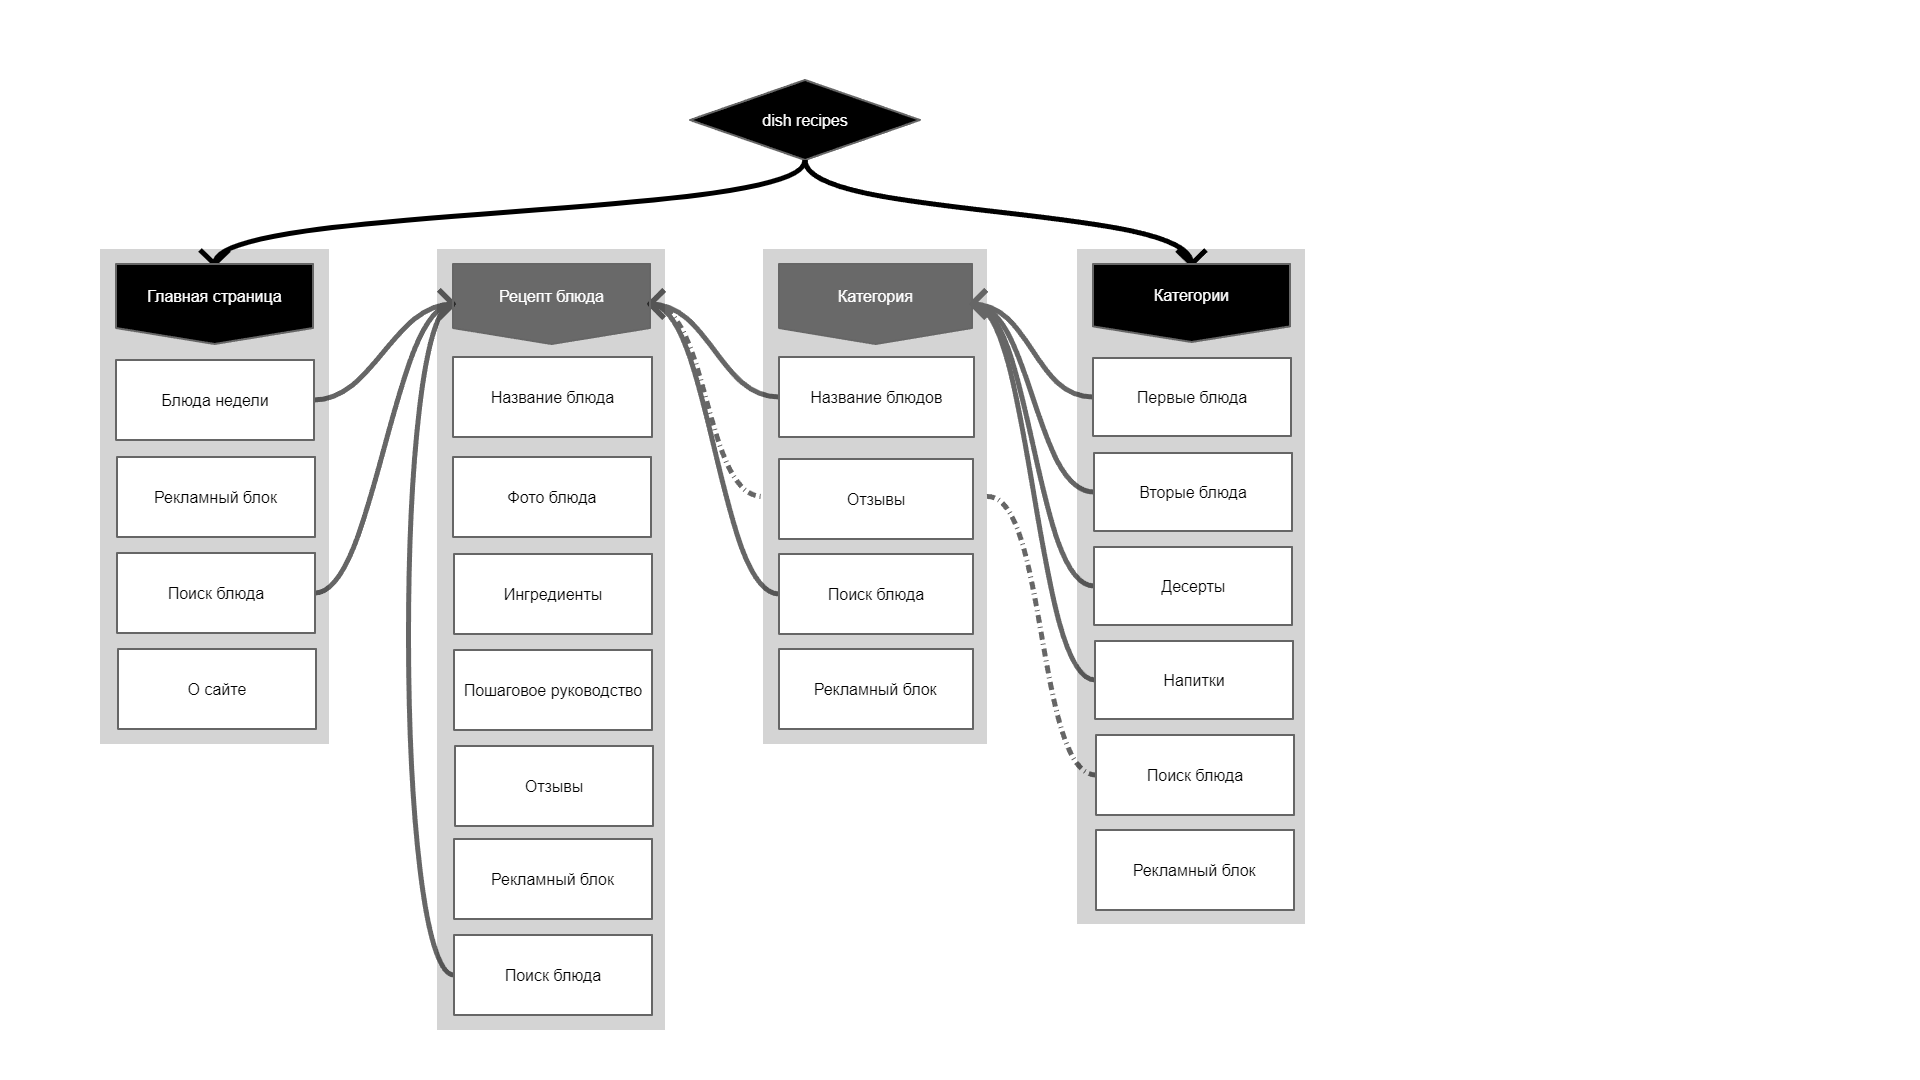 dish recipes
Главная страница
Блюда недели
Рекламный блок
Поиск блюда
О сайте
Рецепт блюда
Название блюда
Фото блюда
Ингредиенты
Пошаговое руководство
Отзывы
Рекламный блок
Поиск блюда
Категория
Название блюдов
Отзывы
Поиск блюда
Рекламный блок
Категории
Первые блюда
Вторые блюда
Десерты
Напитки
Поиск блюда
Рекламный блок